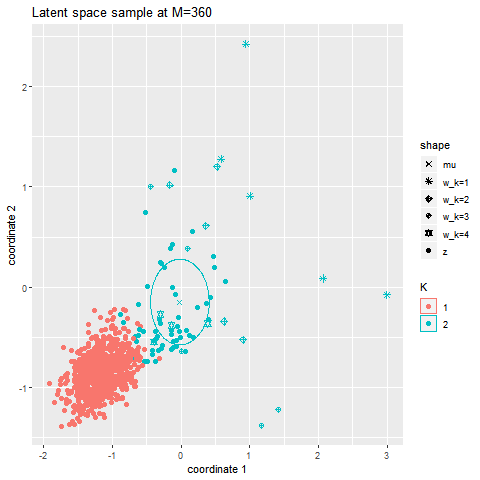 Latent space sample at M=360
coordinate 2
2
1
0
-1
-2
-1
0
1
2
3
coordinate 1
shape
mu
w_k=1
w_k=2
w_k=3
w_k=4
z
K
1
2